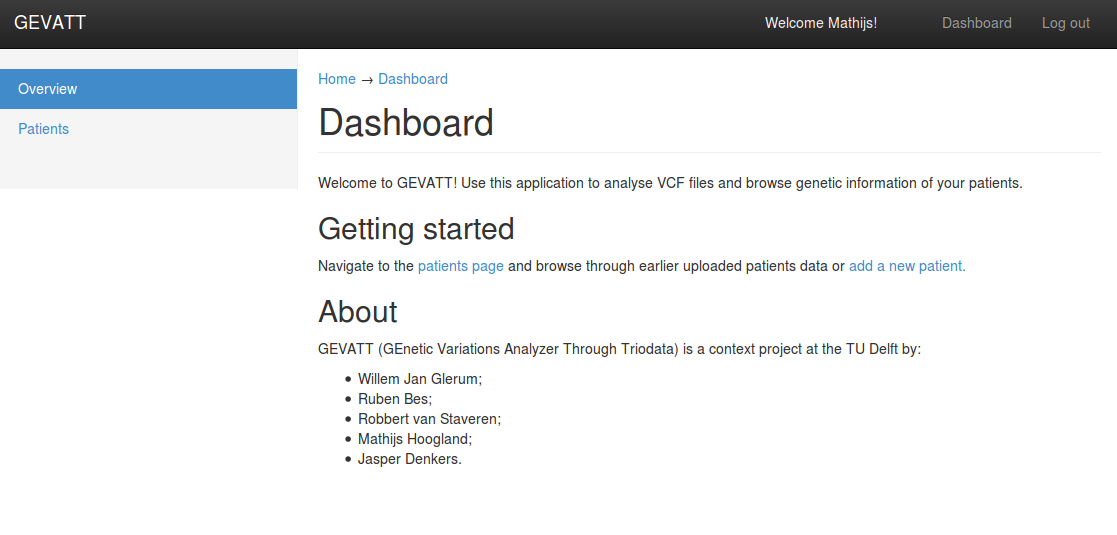 GEVATT
Welcome Mathijs!
Dashboard
Log out
Overview
Patients
Home → Dashboard
Dashboard
Welcome to GEVATT! Use this application to analyse VCF files and browse genetic information of your patients.
Getting started
Navigate to the patients page and browse through earlier uploaded patients data or add a new patient.
About
GEVATT (GEnetic Variations Analyzer Through Triodata) is a context project at the TU Delft by:
• Willem Jan Glerum;
• Ruben Bes;
• Robbert van Staveren;
• Mathijs Hoogland;
• Jasper Denkers.